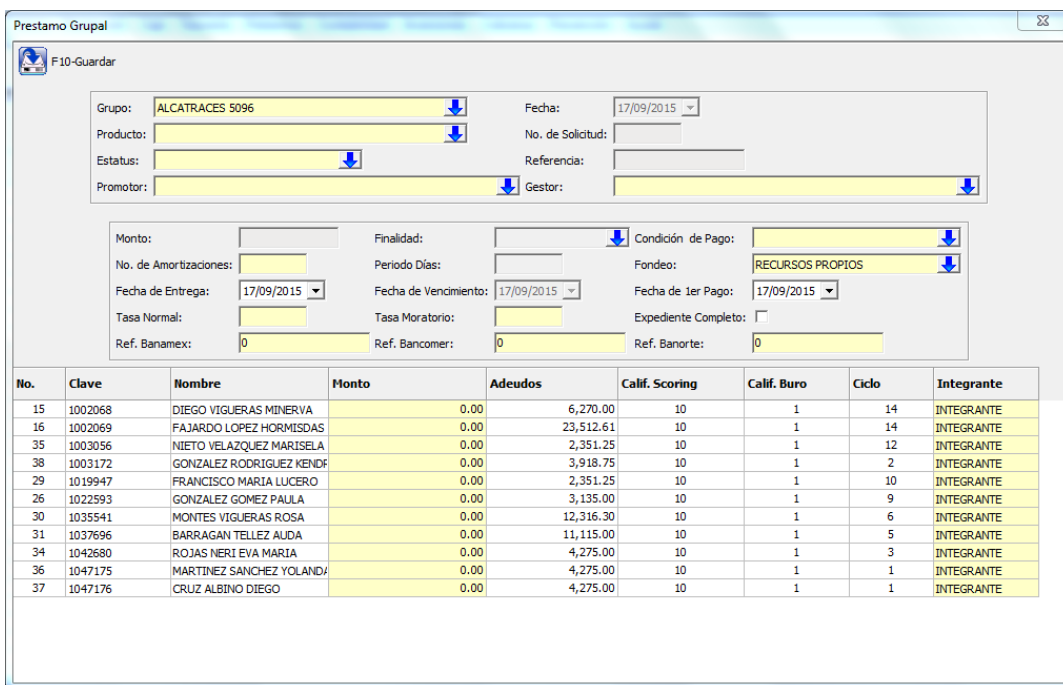 Prestamo Grupal
F10-Guardar
Grupo: ALCATRACES 5096 Fecha: 17/09/2015
Producto: No. de Solicitud:
Estatus: Referencia:
Promotor: Gestor:
Monto: Finalidad: Condición de Pago:
No. de Amortizaciones: Periodo Días: Fondeo: RECURSOS PROPIOS
Fecha de Entrega: 17/09/2015 Fecha de Vencimiento: 17/09/2015 Fecha de 1er Pago: 17/09/2015
Tasa Normal: Tasa Moratorio: Expediente Completo:
Ref. Banamex: 0 Ref. Bancomer: 0 Ref. Banorte: 0
No. Clave Nombre Monto Adeudos Calif. Scoring Calif. Buro Ciclo Integrante
15 1002068 DIEGO VIGUERAS MINERVA 0.00 6,270.00 10 1 14 INTEGRANTE
16 1002069 FAJARDO LOPEZ HORMISDAS 0.00 23,512.61 10 1 14 INTEGRANTE
35 1003056 NIETO VELAZQUEZ MARISELA 0.00 2,351.25 10 1 12 INTEGRANTE
38 1003172 GONZALEZ RODRIGUEZ KENDR 0.00 3,918.75 10 1 2 INTEGRANTE
29 1019947 FRANCISCO MARIA LUCERO 0.00 2,351.25 10 1 10 INTEGRANTE
26 1022593 GONZALEZ GOMEZ PAULA 0.00 3,135.00 10 1 9 INTEGRANTE
30 1035541 MONTES VIGUERAS ROSA 0.00 12,316.30 10 1 6 INTEGRANTE
31 1037696 BARRAGAN TELLEZ AUDA 0.00 11,115.00 10 1 5 INTEGRANTE
34 1042680 ROJAS NERI EVA MARIA 0.00 4,275.00 10 1 3 INTEGRANTE
36 1047175 MARTINEZ SANCHEZ YOLANDA 0.00 4,275.00 10 1 1 INTEGRANTE
37 1047176 CRUZ ALBINO DIEGO 0.00 4,275.00 10 1 1 INTEGRANTE